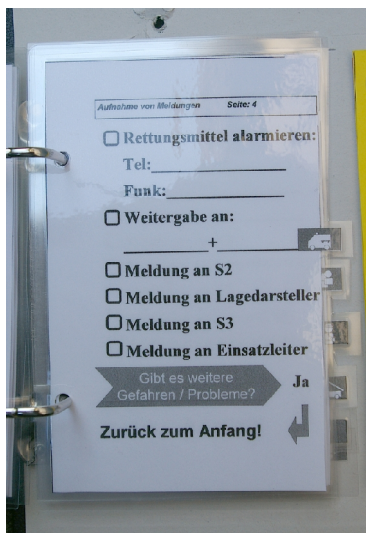 Aufnahme von Meldungen Seite: 4
Rettungsmittel alarmieren:
Tel:
Funk:
Weitergabe an:
+
Meldung an S2
Meldung an Lagedarsteller
Meldung an S3
Meldung an Einsatzleiter
Gibt es weitere
Gefahren / Probleme?
Ja
Zurück zum Anfang!